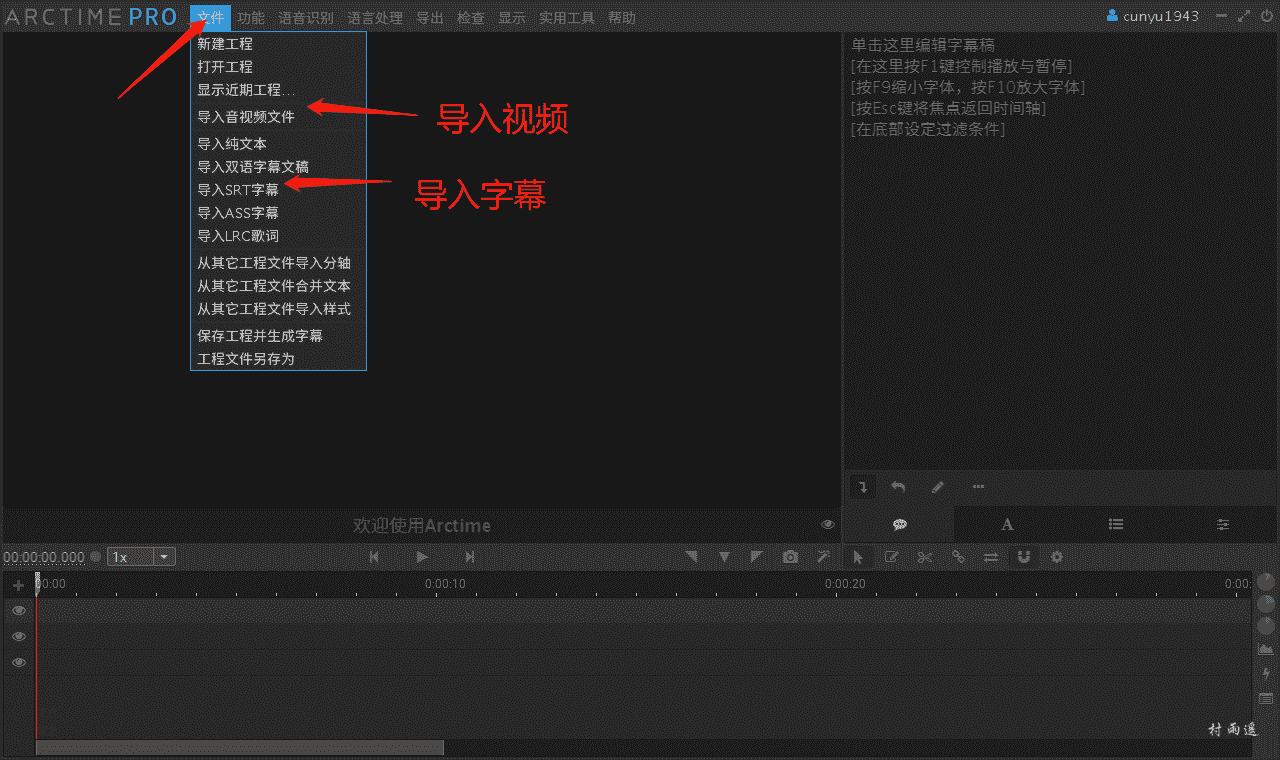 ARCTIME PRO 文件 功能 语音识别 语言处理 导出 检查 显示 实用工具 帮助 cunyu1943
新建工程
打开工程
显示近期工程...
导入音视频文件
导入纯文本
导入双语字幕文稿
导入SRT字幕
导入ASS字幕
导入LRC歌词
从其它工程文件导入分轴
从其它工程文件合并文本
从其它工程文件导入样式
保存工程并生成字幕
工程文件另存为
导入视频
导入字幕
单击这里编辑字幕稿
[在这里按F1键控制播放与暂停]
[按F9缩小字体，按F10放大字体]
[按Esc键将焦点返回时间轴]
[在底部设定过滤条件]
欢迎使用Arctime
A
00:00:00.000 1x
00:00 0:00:10 0:00:20 0:00:
村雨遥